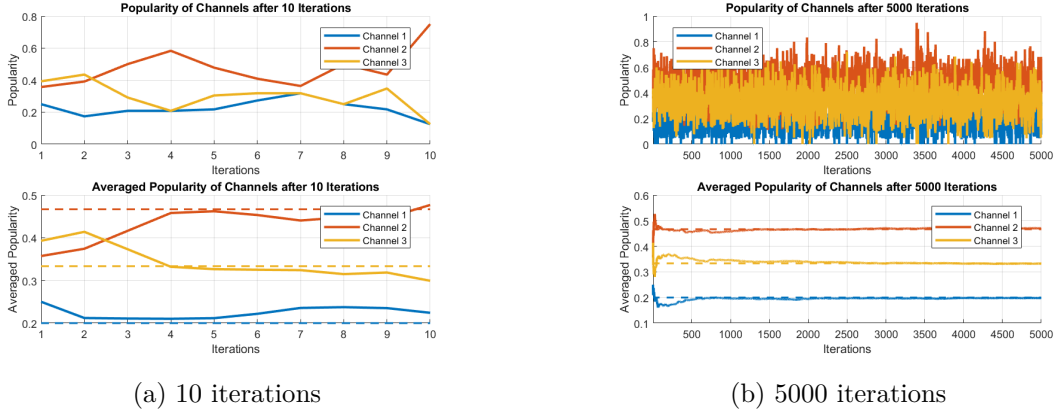 Popularity of Channels after 10 Iterations
Popularity
0.8
0.6
0.4
0.2
0
Channel 1
Channel 2
Channel 3
1 2 3 4 5 6 7 8 9 10
Iterations
Averaged Popularity of Channels after 10 Iterations
Averaged Popularity
0.5
0.4
0.3
0.2
Channel 1
Channel 2
Channel 3
1 2 3 4 5 6 7 8 9 10
Iterations
(a) 10 iterations
Popularity of Channels after 5000 Iterations
Popularity
1
0.8
0.6
0.4
0.2
0
Channel 1
Channel 2
Channel 3
500 1000 1500 2000 2500 3000 3500 4000 4500 5000
Iterations
Averaged Popularity of Channels after 5000 Iterations
Averaged Popularity
0.6
0.5
0.4
0.3
0.2
0.1
Channel 1
Channel 2
Channel 3
500 1000 1500 2000 2500 3000 3500 4000 4500 5000
Iterations
(b) 5000 iterations